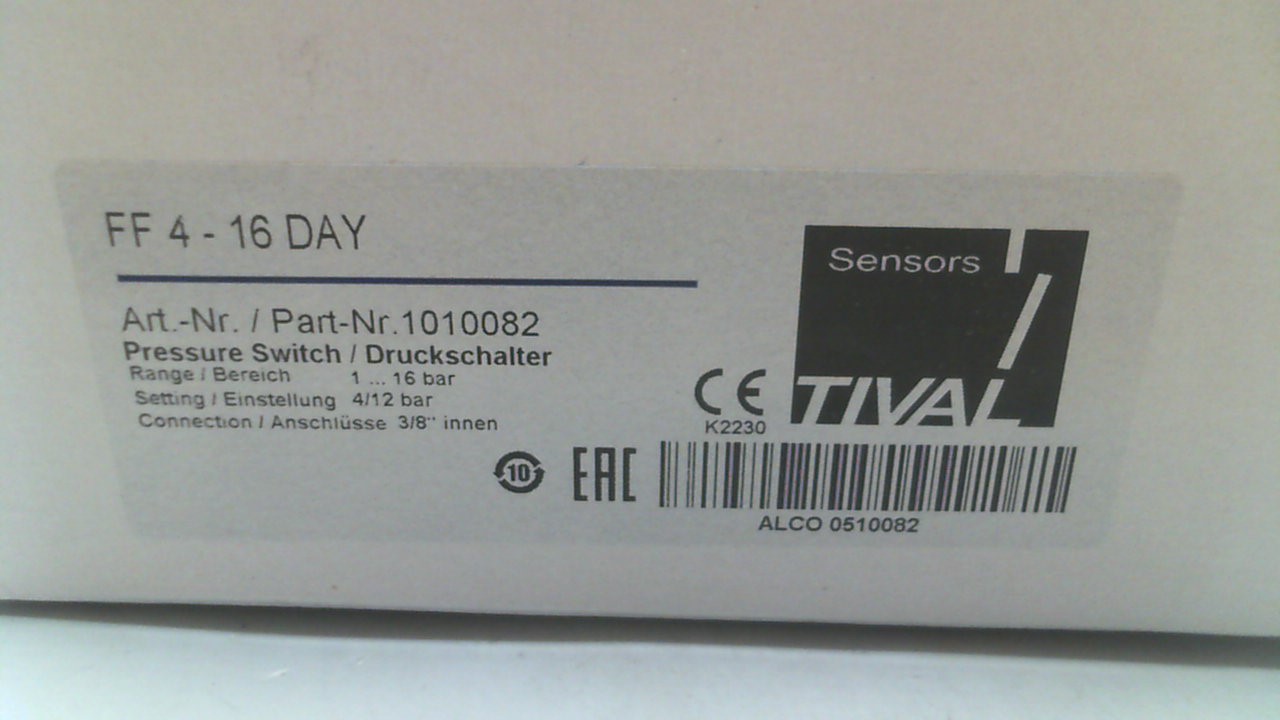 FF 4 - 16 DAY
Art.-Nr. / Part-Nr.1010082
Pressure Switch / Druckschalter
Range / Bereich 1 ... 16 bar
Setting / Einstellung 4/12 bar
Connection / Anschlüsse 3/8" innen
Sensors
TIVAL
CE
K2230
10
EAC
ALCO 0510082